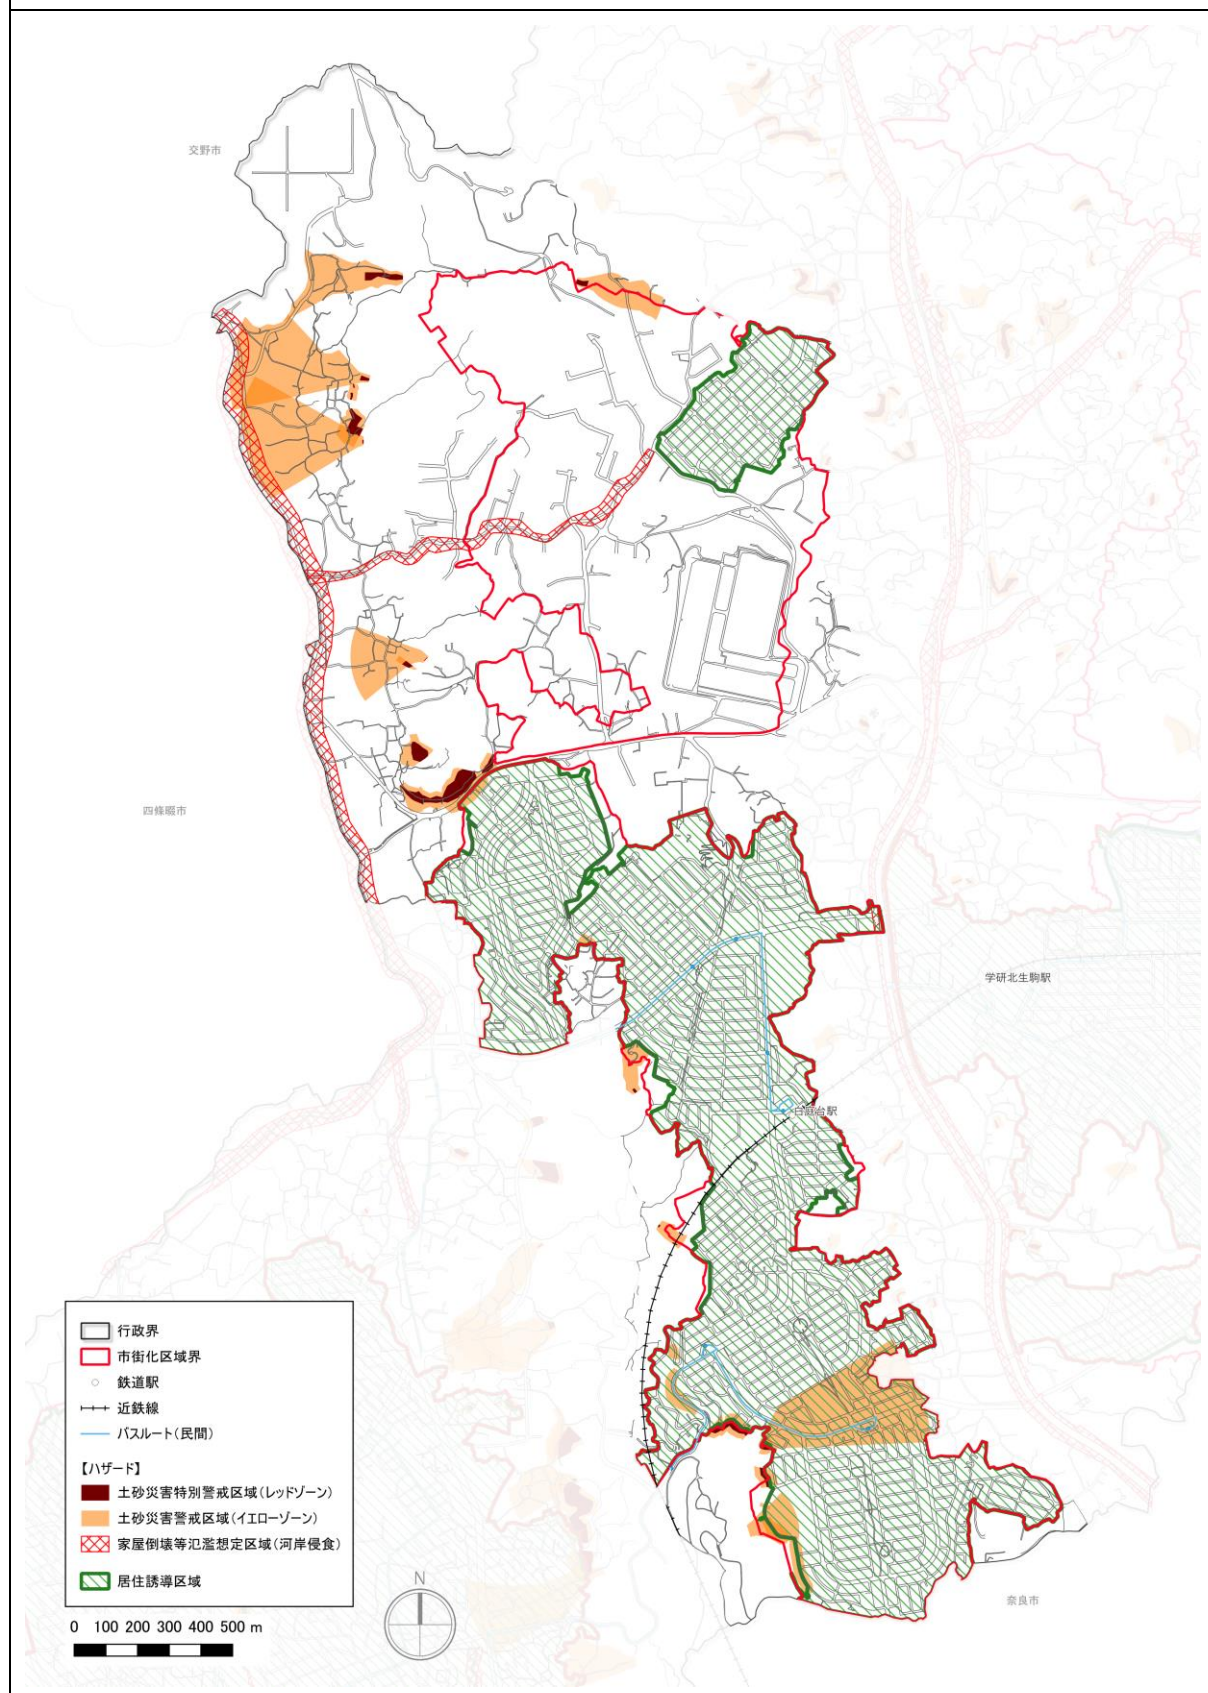 交野市
四條畷市
学研北生駒駅
白庭台駅
行政界
市街化区域界
鉄道駅
近鉄線
バスルート(民間)
【ハザード】
土砂災害特別警戒区域(レッドゾーン)
土砂災害警戒区域(イエローゾーン)
家屋倒壊等氾濫想定区域(河岸侵食)
居住誘導区域
0 100 200 300 400 500 m
N
奈良市